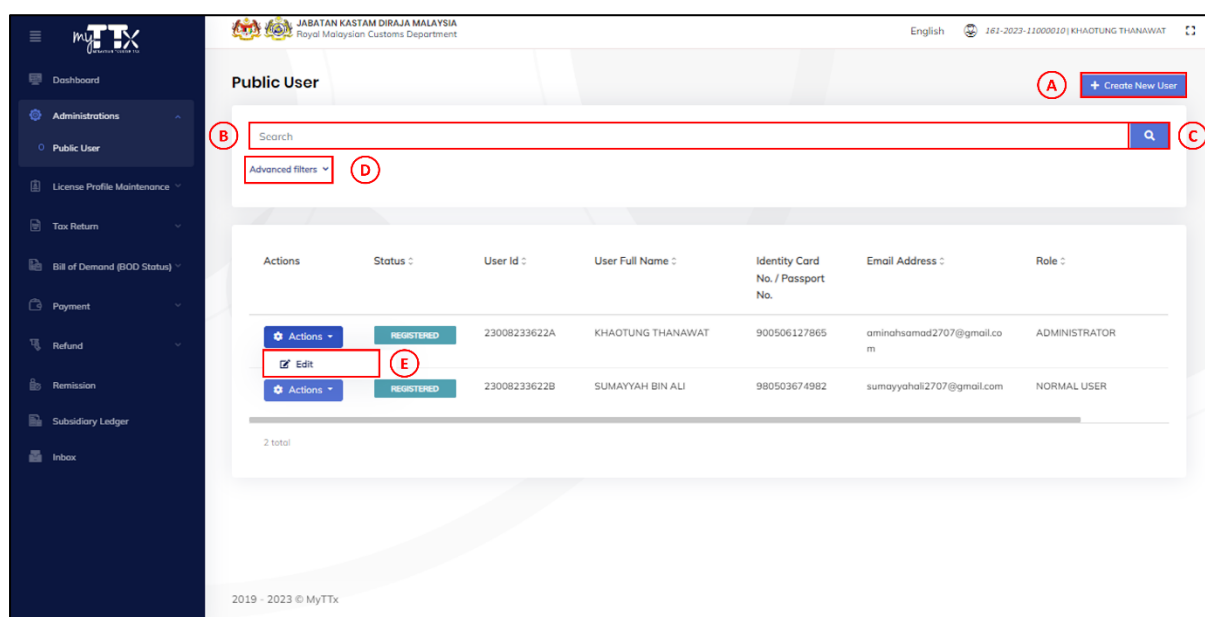 myTTx
JABATAN KASTAM DIRAJA MALAYSIA
Royal Malaysian Customs Department
English
161-2023-11000010 | KHAOTUNG THANAWAT
Dashboard
Administrations
Public User
License Profile Maintenance
Tax Return
Bill of Demand (BOD Status)
Payment
Refund
Remission
Subsidiary Ledger
Inbox
Public User
A
+ Create New User
B
Search
C
Advanced filters
D
Actions Status User Id User Full Name Identity Card No. / Passport No. Email Address Role
Actions REGISTERED 23008233622A KHAOTUNG THANAWAT 900506127865 aminahsamad2707@gmail.com ADMINISTRATOR
Edit
E
Actions REGISTERED 23008233622B SUMAYYAH BIN ALI 980503674982 sumayyahali2707@gmail.com NORMAL USER
2 total
2019 - 2023 © MyTTx